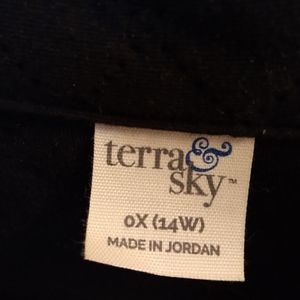 terra &
sky™
0X (14W)
MADE IN JORDAN